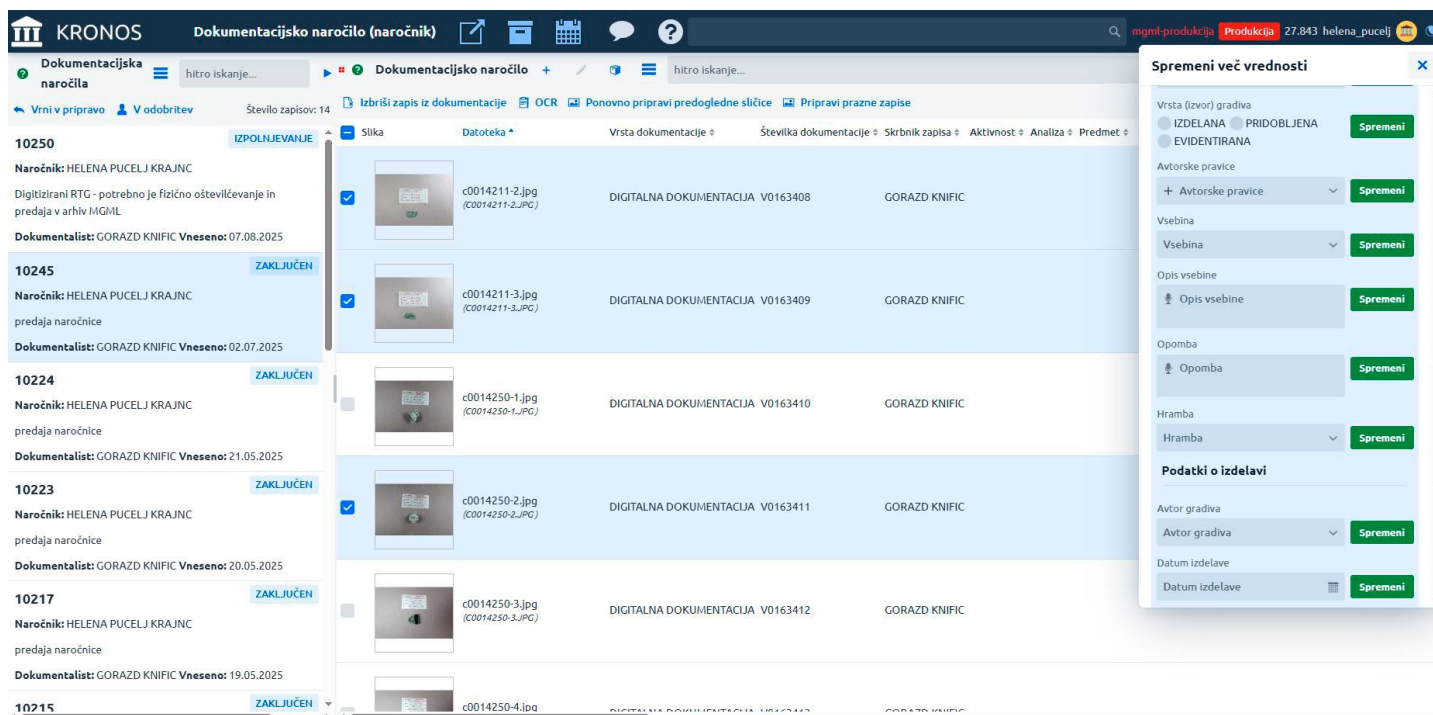 KRONOS
Dokumentacijsko naročilo (naročnik)
mgml-produkcija Produkcija 27.843 helena_pucelj
Dokumentacijska naročila
hitro iskanje...
Vrni v pripravo V odobritev Število zapisov: 14
10250 IZPOLNJEVANJE
Naročnik: HELENA PUCELJ KRAJNC
Digitizirani RTG - potrebno je fizično oštevilčevanje in
predaja v arhiv MGML
Dokumentalist: GORAZD KNIFIC Vneseno: 07.08.2025
10245 ZAKLJUČEN
Naročnik: HELENA PUCELJ KRAJNC
predaja naročnice
Dokumentalist: GORAZD KNIFIC Vneseno: 02.07.2025
10224 ZAKLJUČEN
Naročnik: HELENA PUCELJ KRAJNC
predaja naročnice
Dokumentalist: GORAZD KNIFIC Vneseno: 21.05.2025
10223 ZAKLJUČEN
Naročnik: HELENA PUCELJ KRAJNC
predaja naročnice
Dokumentalist: GORAZD KNIFIC Vneseno: 20.05.2025
10217 ZAKLJUČEN
Naročnik: HELENA PUCELJ KRAJNC
predaja naročnice
Dokumentalist: GORAZD KNIFIC Vneseno: 19.05.2025
10215 ZAKLJUČEN
Dokumentacijsko naročilo + hitro iskanje...
Izbriši zapis iz dokumentacije OCR Ponovno pripravi predogledne sličice Pripravi prazne zapise
Slika Datoteka Vrsta dokumentacije Številka dokumentacije Skrbnik zapisa Aktivnost Analiza Predmet
c0014211-2.jpg
(C0014211-2.JPG)
DIGITALNA DOKUMENTACIJA V0163408 GORAZD KNIFIC
c0014211-3.jpg
(C0014211-3.JPG)
DIGITALNA DOKUMENTACIJA V0163409 GORAZD KNIFIC
c0014250-1.jpg
(C0014250-1.JPG)
DIGITALNA DOKUMENTACIJA V0163410 GORAZD KNIFIC
c0014250-2.jpg
(C0014250-2.JPG)
DIGITALNA DOKUMENTACIJA V0163411 GORAZD KNIFIC
c0014250-3.jpg
(C0014250-3.JPG)
DIGITALNA DOKUMENTACIJA V0163412 GORAZD KNIFIC
c0014250-4.jpg
DIGITALNA DOKUMENTACIJA V0163413 GORAZD KNIFIC
Spremeni več vrednosti
Vrsta (izvor) gradiva
IZDELANA PRIDOBLJENA
EVIDENTIRANA
Spremeni
Avtorske pravice
+ Avtorske pravice Spremeni
Vsebina
Vsebina Spremeni
Opis vsebine
Opis vsebine Spremeni
Opomba
Opomba Spremeni
Hramba
Hramba Spremeni
Podatki o izdelavi
Avtor gradiva
Avtor gradiva Spremeni
Datum izdelave
Datum izdelave Spremeni